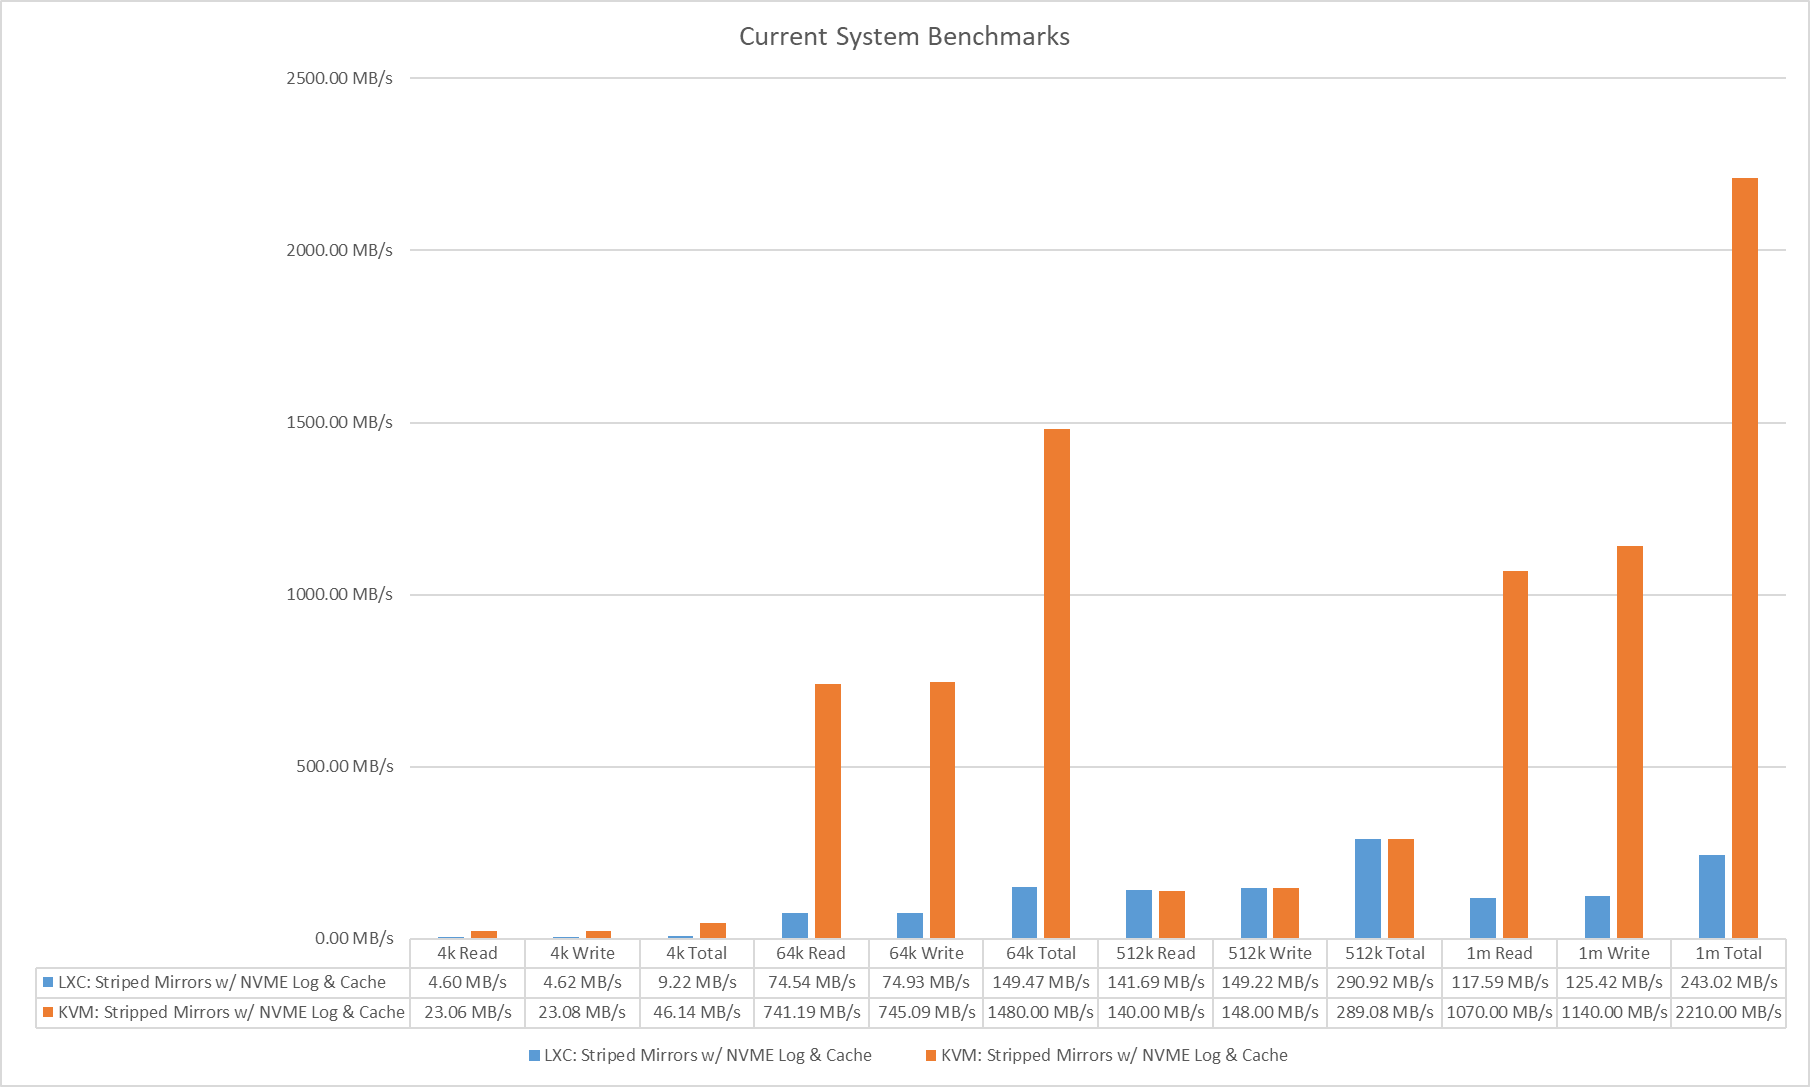 Current System Benchmarks
2500.00 MB/s
2000.00 MB/s
1500.00 MB/s
1000.00 MB/s
500.00 MB/s
0.00 MB/s
4k Read 4k Write 4k Total 64k Read 64k Write 64k Total 512k Read 512k Write 512k Total 1m Read 1m Write 1m Total
LXC: Striped Mirrors w/ NVME Log & Cache 4.60 MB/s 4.62 MB/s 9.22 MB/s 74.54 MB/s 74.93 MB/s 149.47 MB/s 141.69 MB/s 149.22 MB/s 290.92 MB/s 117.59 MB/s 125.42 MB/s 243.02 MB/s
KVM: Stripped Mirrors w/ NVME Log & Cache 23.06 MB/s 23.08 MB/s 46.14 MB/s 741.19 MB/s 745.09 MB/s 1480.00 MB/s 140.00 MB/s 148.00 MB/s 289.08 MB/s 1070.00 MB/s 1140.00 MB/s 2210.00 MB/s
LXC: Striped Mirrors w/ NVME Log & Cache KVM: Stripped Mirrors w/ NVME Log & Cache